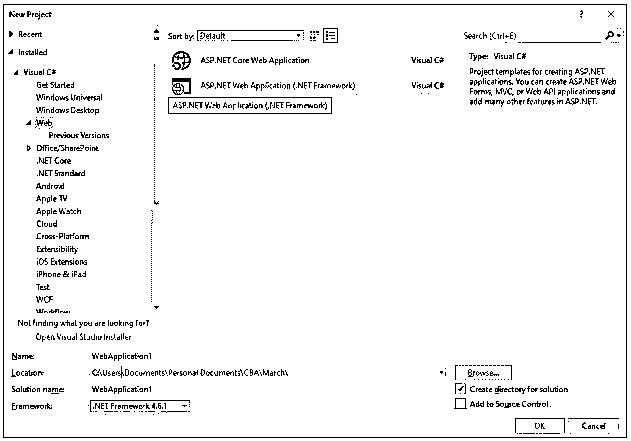 New Project
? ×
Recent
Installed
Visual C#
Get Started
Windows Universal
Windows Desktop
Web
Previous Versions
Office/SharePoint
.NET Core
.NET Standard
Android
Apple TV
Apple Watch
Cloud
Cross-Platform
Extensibility
iOS Extensions
iPhone & iPad
Test
WCF
Workflow
Not finding what you are looking for?
Open Visual Studio Installer
Sort by: Default
ASP.NET Core Web Application Visual C#
ASP.NET Web Application (.NET Framework) Visual C#
ASP.NET Web Application (.NET Framework)
Search (Ctrl+E)
Type: Visual C#
Project templates for creating ASP.NET
applications. You can create ASP.NET Web
Forms, MVC, or Web API applications and
add many other features in ASP.NET.
Name: WebApplication1
Location: C:\Users\Documents\Personal Documents\CBA\March\
Browse...
Solution name: WebApplication1
Create directory for solution
Framework: .NET Framework 4.6.1
Add to Source Control
OK Cancel